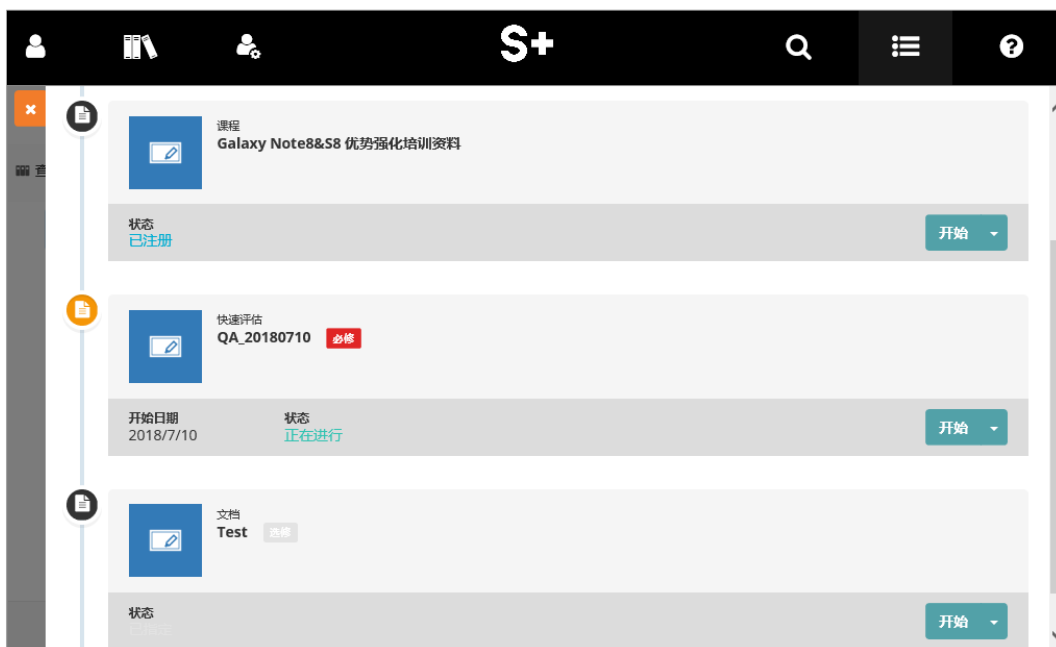 S+
查
课程
Galaxy Note8&S8 优势强化培训资料
状态
已注册
开始
快速评估
QA_20180710 必修
开始日期 状态
2018/7/10 正在进行
开始
文档
Test 选修
状态
开始